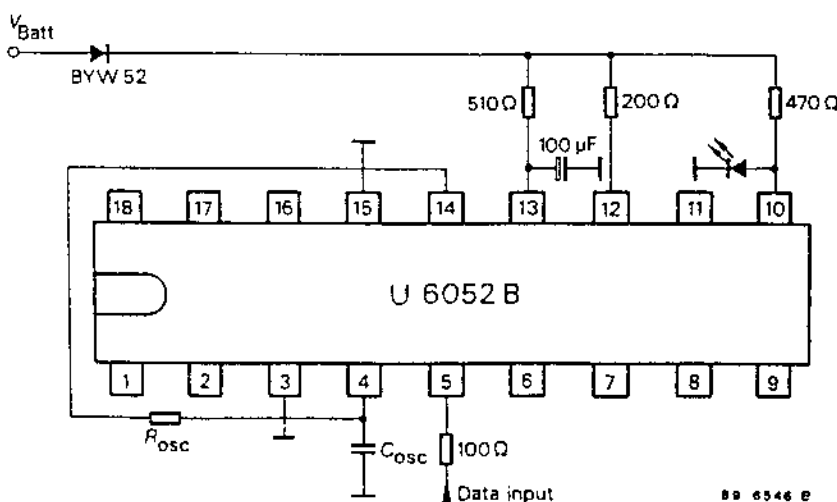 V_Batt
BYW 52
510 Ω
200 Ω
470 Ω
100 µF
18 17 16 15 14 13 12 11 10
U 6052 B
1 2 3 4 5 6 7 8 9
R_osc
C_osc
100 Ω
Data input
89 6546 e